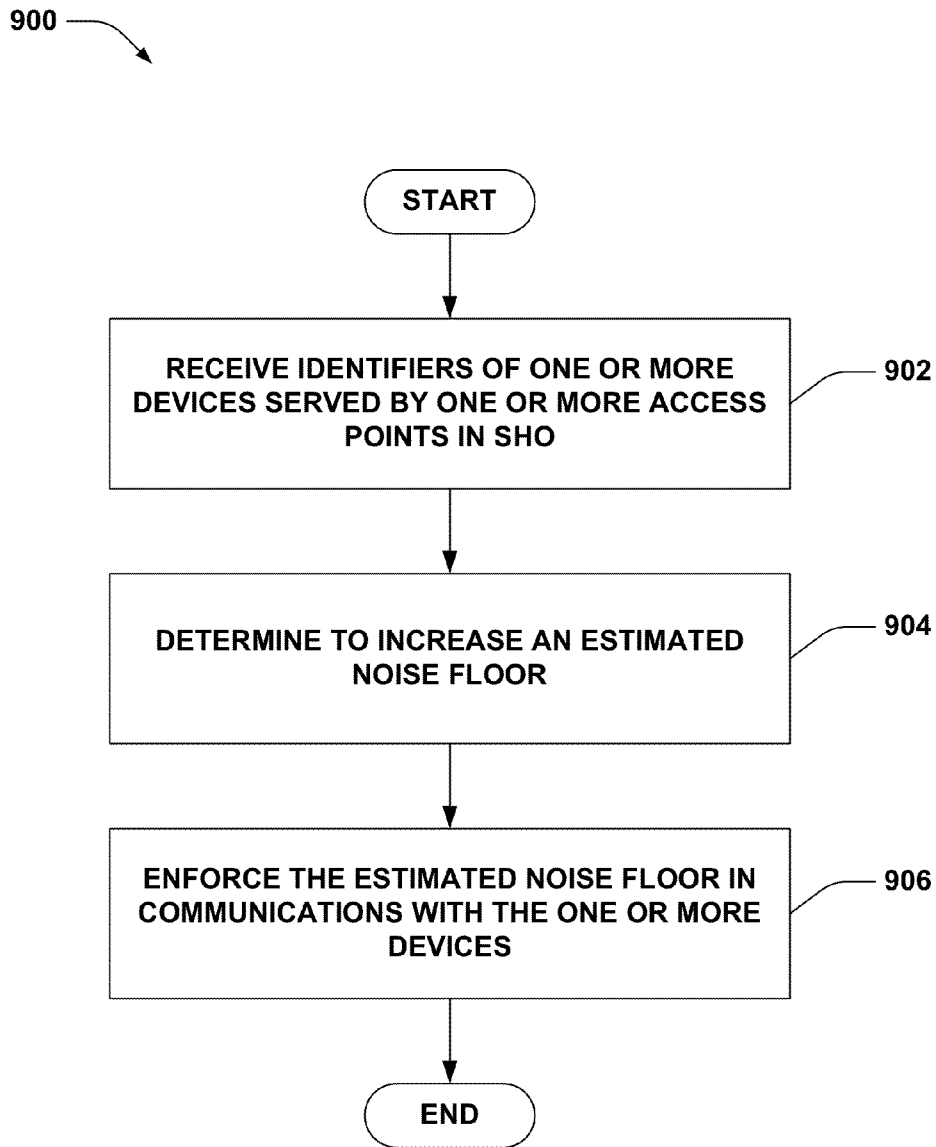 900
START
RECEIVE IDENTIFIERS OF ONE OR MORE
DEVICES SERVED BY ONE OR MORE ACCESS
POINTS IN SHO
902
DETERMINE TO INCREASE AN ESTIMATED
NOISE FLOOR
904
ENFORCE THE ESTIMATED NOISE FLOOR IN
COMMUNICATIONS WITH THE ONE OR MORE
DEVICES
906
END